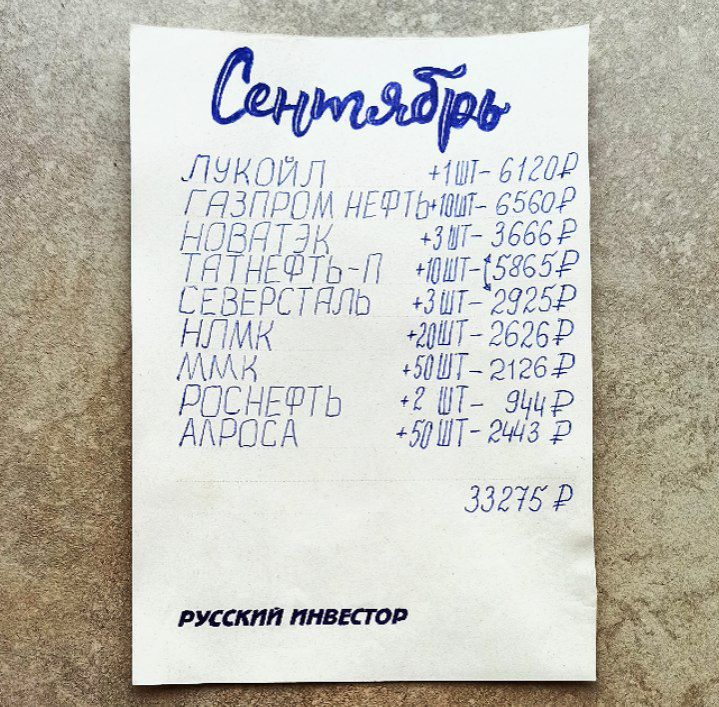 Сентябрь
ЛУКОЙЛ +1ШТ- 6120₽
ГАЗПРОМ НЕФТЬ+10ШТ- 6560₽
НОВАТЭК +3ШТ- 3666₽
ТАТНЕФТЬ-П +10ШТ- 5865₽
СЕВЕРСТАЛЬ +3ШТ- 2925₽
НЛМК +20ШТ- 2626₽
ММК +50ШТ- 2126₽
РОСНЕФТЬ +2 ШТ- 944₽
АЛРОСА +50ШТ- 2443 ₽
33275 ₽
РУССКИЙ ИНВЕСТОР